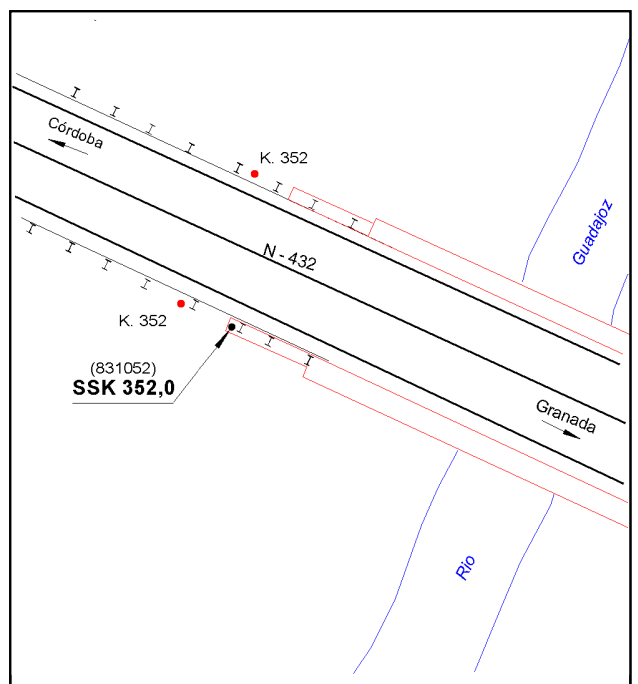 Córdoba
K. 352
N - 432
Guadajoz
K. 352
(831052)
SSK 352,0
Granada
Rio